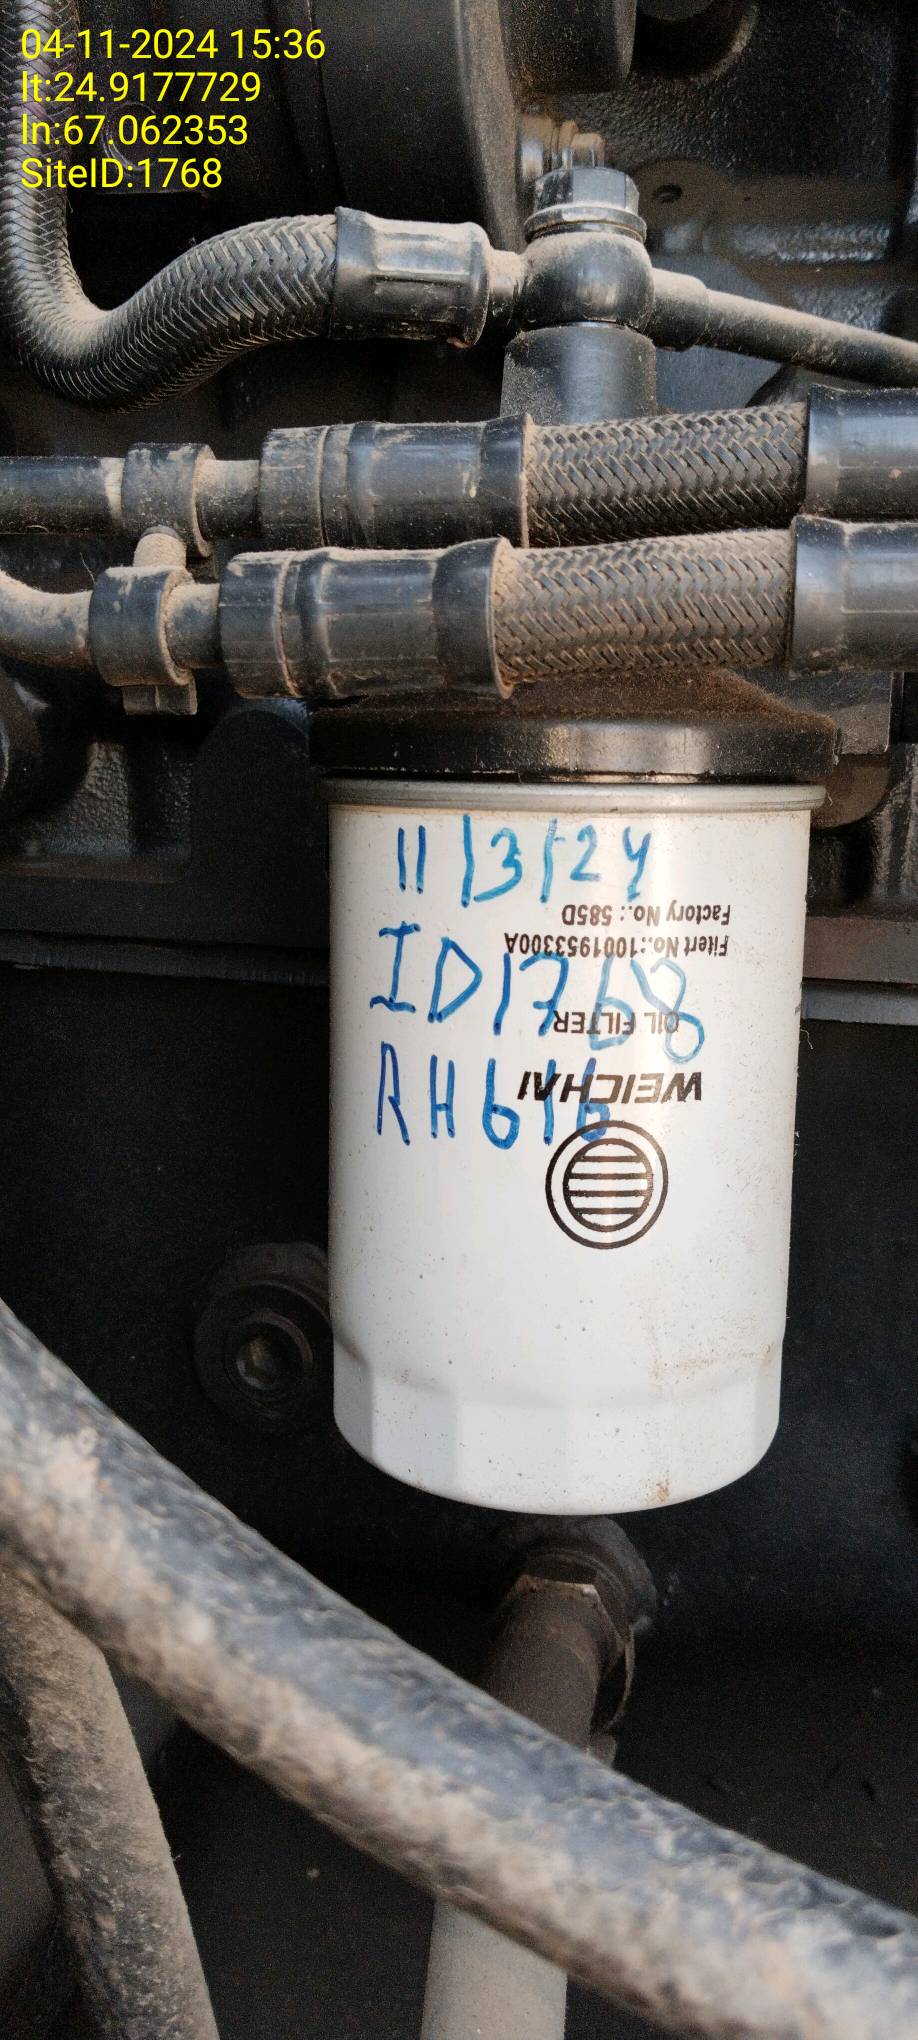 04-11-2024 15:36
lt:24.9177729
ln:67.062353
SiteID:1768
11/3/24
ID1768
RH616
WEICHAI
OIL FILTER
Fitert No.:1001953300A
Factory No.: 585D